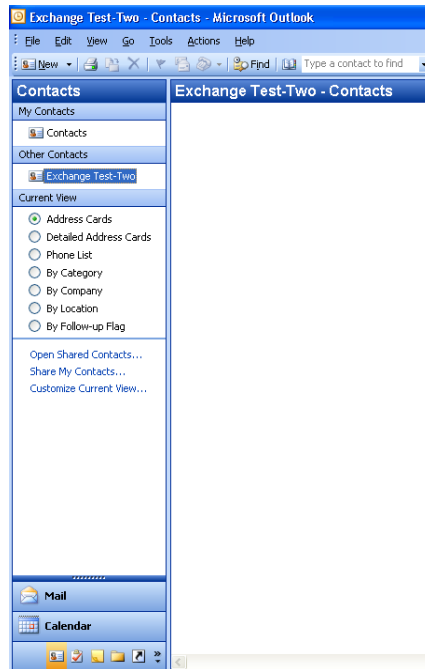 Exchange Test-Two - Contacts - Microsoft Outlook
File Edit View Go Tools Actions Help
New Find Type a contact to find
Contacts Exchange Test-Two - Contacts
My Contacts
Contacts
Other Contacts
Exchange Test-Two
Current View
Address Cards
Detailed Address Cards
Phone List
By Category
By Company
By Location
By Follow-up Flag
Open Shared Contacts...
Share My Contacts...
Customize Current View...
Mail
Calendar